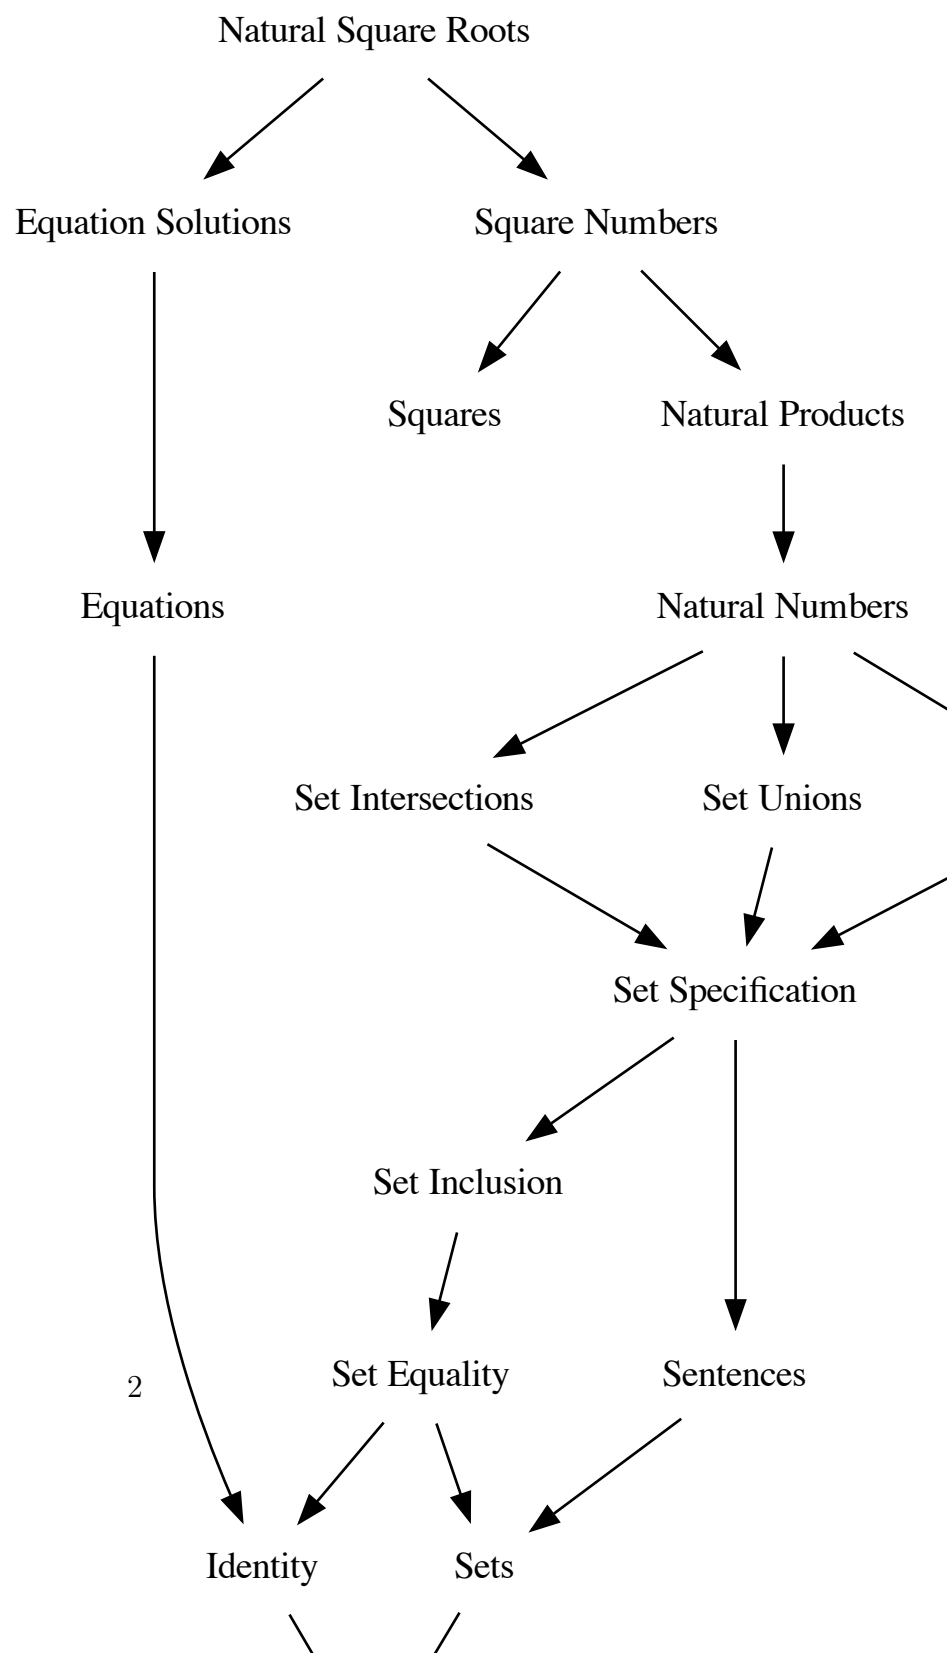 Natural Square Roots
Equation Solutions
Square Numbers
Squares
Natural Products
Equations
Natural Numbers
Set Intersections
Set Unions
Set Specification
Set Inclusion
Set Equality
Sentences
2
Identity
Sets